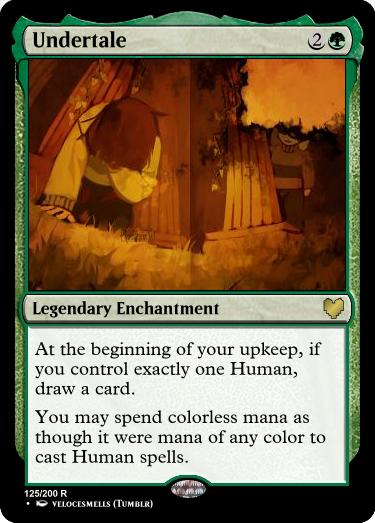 Undertale 2
Legendary Enchantment
At the beginning of your upkeep, if
you control exactly one Human,
draw a card.
You may spend colorless mana as
though it were mana of any color to
cast Human spells.
125/200 R
• VELOCESMELLS (TUMBLR)